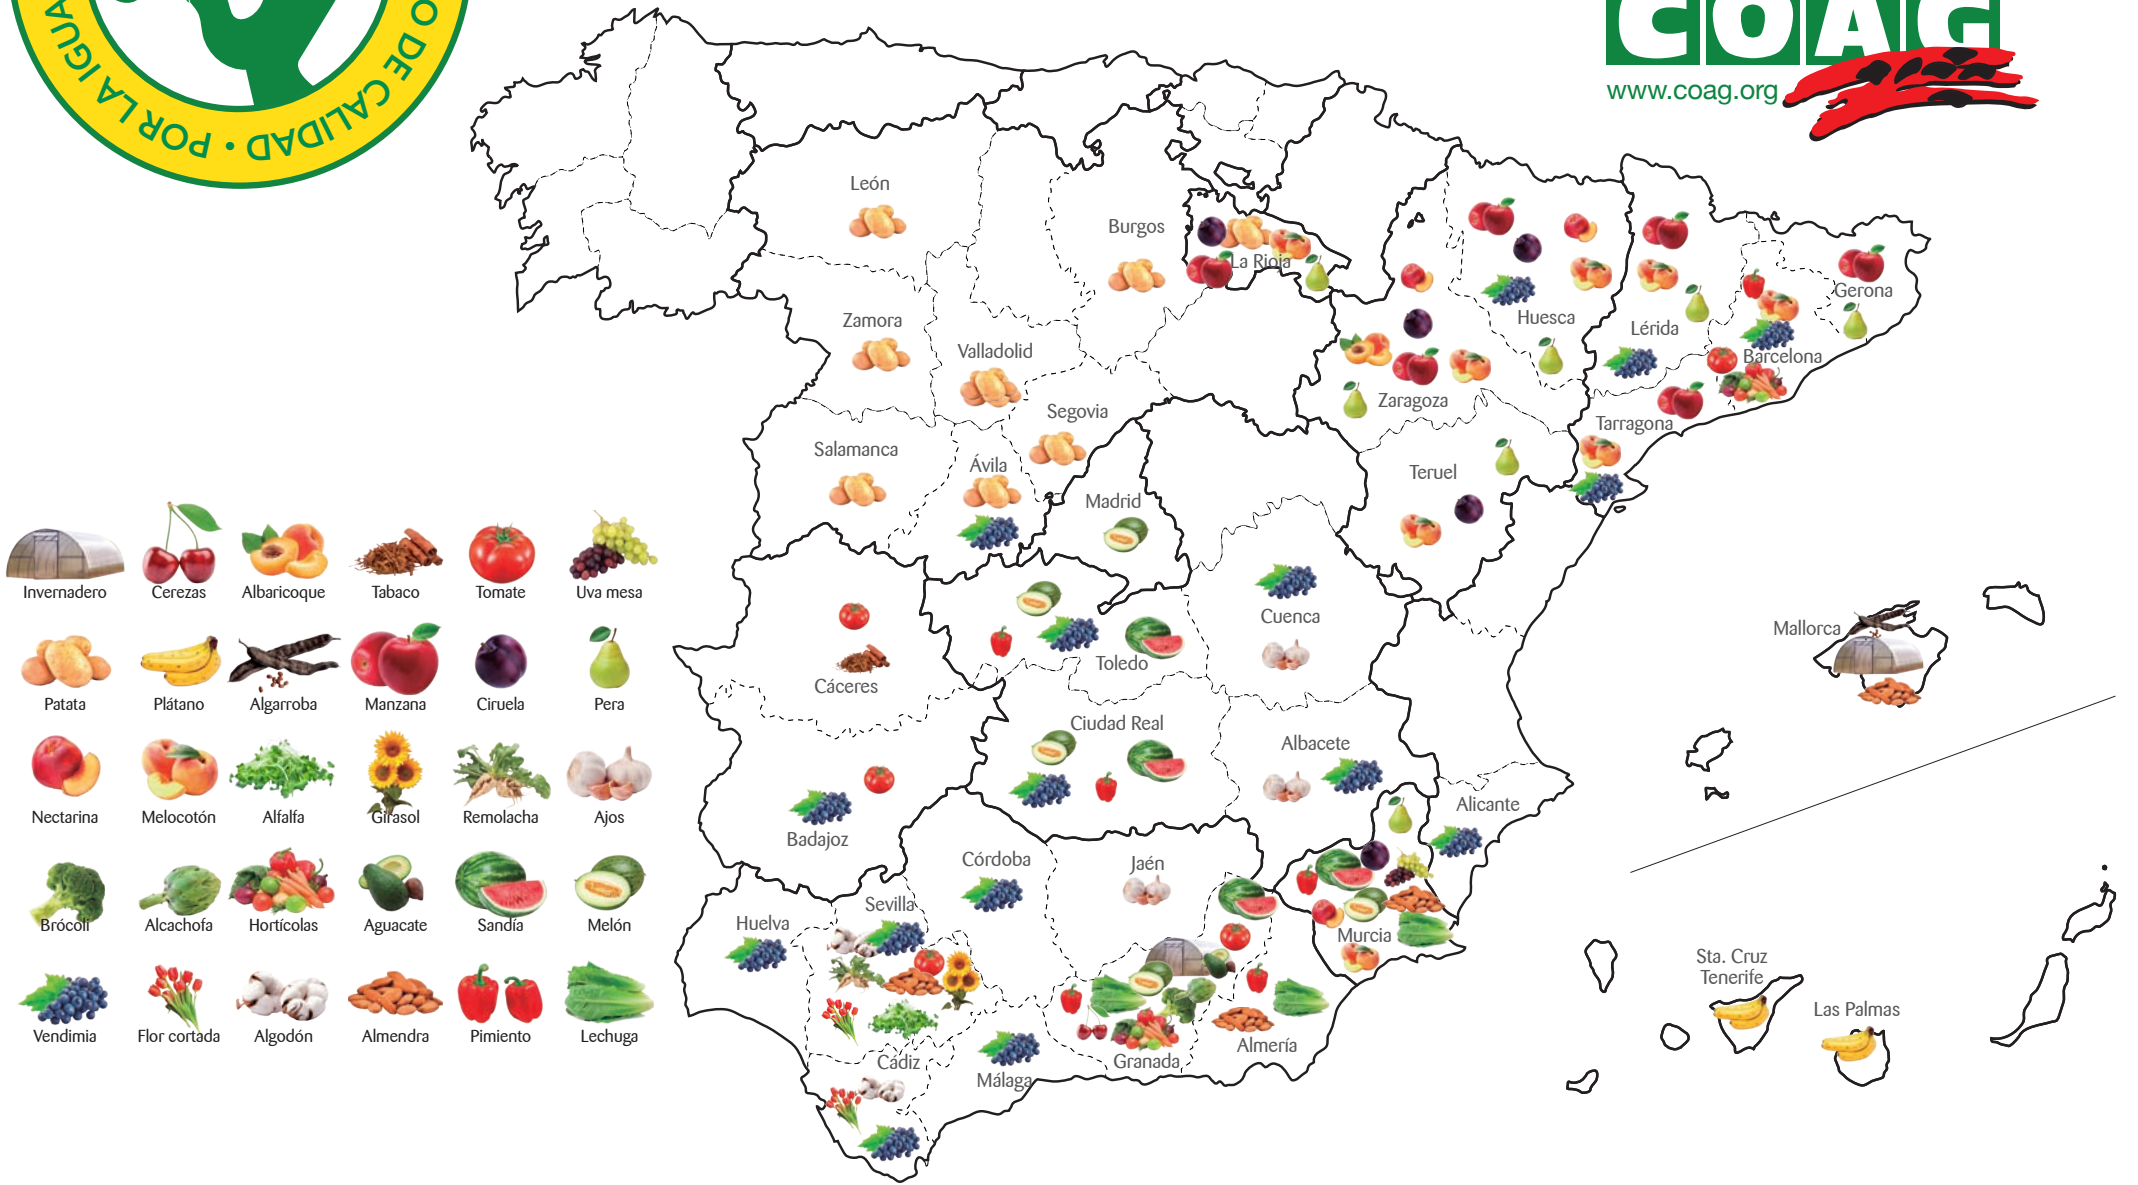 O DE CALIDAD • POR LA IGUA
COAG
www.coag.org
León
Burgos
La Rioja
Huesca
Lérida
Gerona
Barcelona
Zamora
Valladolid
Zaragoza
Tarragona
Segovia
Salamanca
Ávila
Teruel
Madrid
Cuenca
Toledo
Cáceres
Mallorca
Ciudad Real
Albacete
Alicante
Badajoz
Córdoba
Jaén
Sevilla
Huelva
Murcia
Cádiz
Málaga
Granada
Almería
Sta. Cruz
Tenerife
Las Palmas
Invernadero
Cerezas
Albaricoque
Tabaco
Tomate
Uva mesa
Patata
Plátano
Algarroba
Manzana
Ciruela
Pera
Nectarina
Melocotón
Alfalfa
Girasol
Remolacha
Ajos
Brócoli
Alcachofa
Hortícolas
Aguacate
Sandía
Melón
Vendimia
Flor cortada
Algodón
Almendra
Pimiento
Lechuga